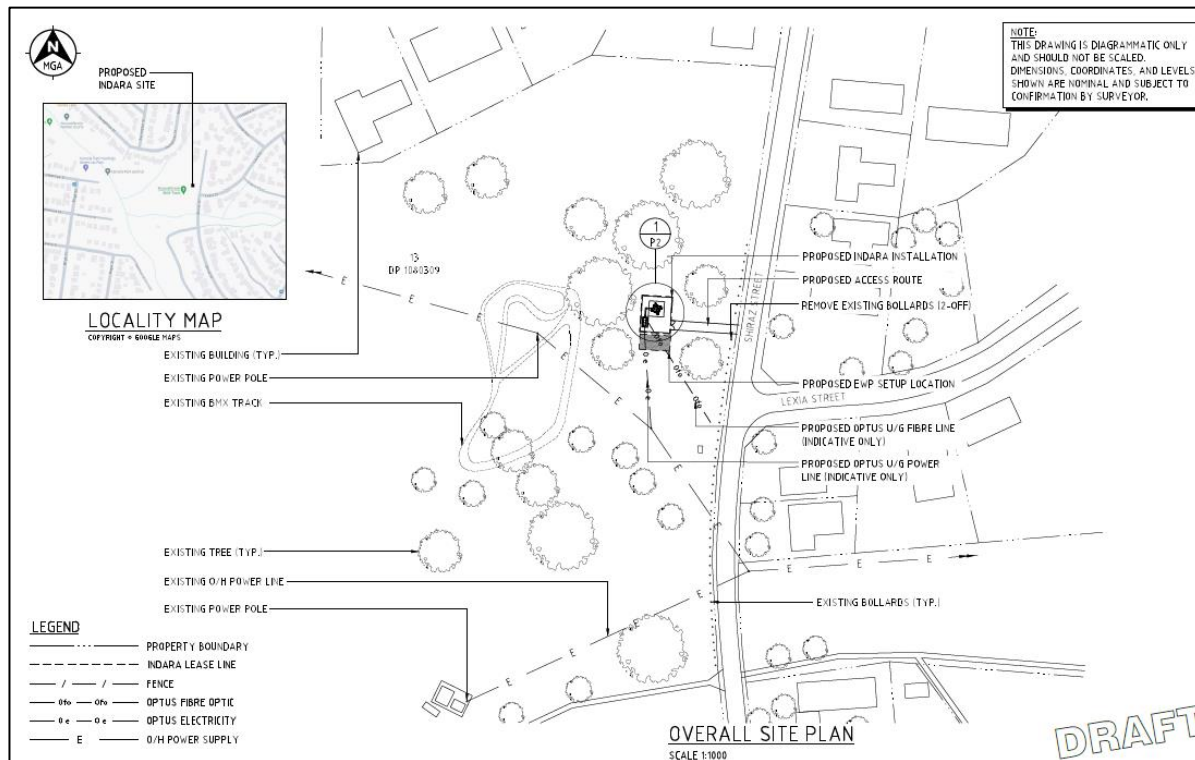 N
MGA
PROPOSED
INDARA SITE
LOCALITY MAP
COPYRIGHT © GOOGLE MAPS
NOTE:
THIS DRAWING IS DIAGRAMMATIC ONLY
AND SHOULD NOT BE SCALED.
DIMENSIONS, COORDINATES, AND LEVELS
SHOWN ARE NOMINAL AND SUBJECT TO
CONFIRMATION BY SURVEYOR.
1
P2
13
DP 1080309
E
E
E
E
EXISTING BUILDING (TYP.)
EXISTING POWER POLE
EXISTING BMX TRACK
EXISTING TREE (TYP.)
EXISTING O/H POWER LINE
EXISTING POWER POLE
PROPOSED INDARA INSTALLATION
PROPOSED ACCESS ROUTE
REMOVE EXISTING BOLLARDS (2-OFF)
SHIRAZ STREET
PROPOSED EWP SETUP LOCATION
LEXIA STREET
PROPOSED OPTUS U/G FIBRE LINE
(INDICATIVE ONLY)
PROPOSED OPTUS U/G POWER
LINE (INDICATIVE ONLY)
O e
O e
Ofo
Ofo
E
E
E
E
E
E
EXISTING BOLLARDS (TYP.)
LEGEND
PROPERTY BOUNDARY
INDARA LEASE LINE
FENCE
Ofo Ofo OPTUS FIBRE OPTIC
O e O e OPTUS ELECTRICITY
E O/H POWER SUPPLY
OVERALL SITE PLAN
SCALE 1:1000
DRAFT